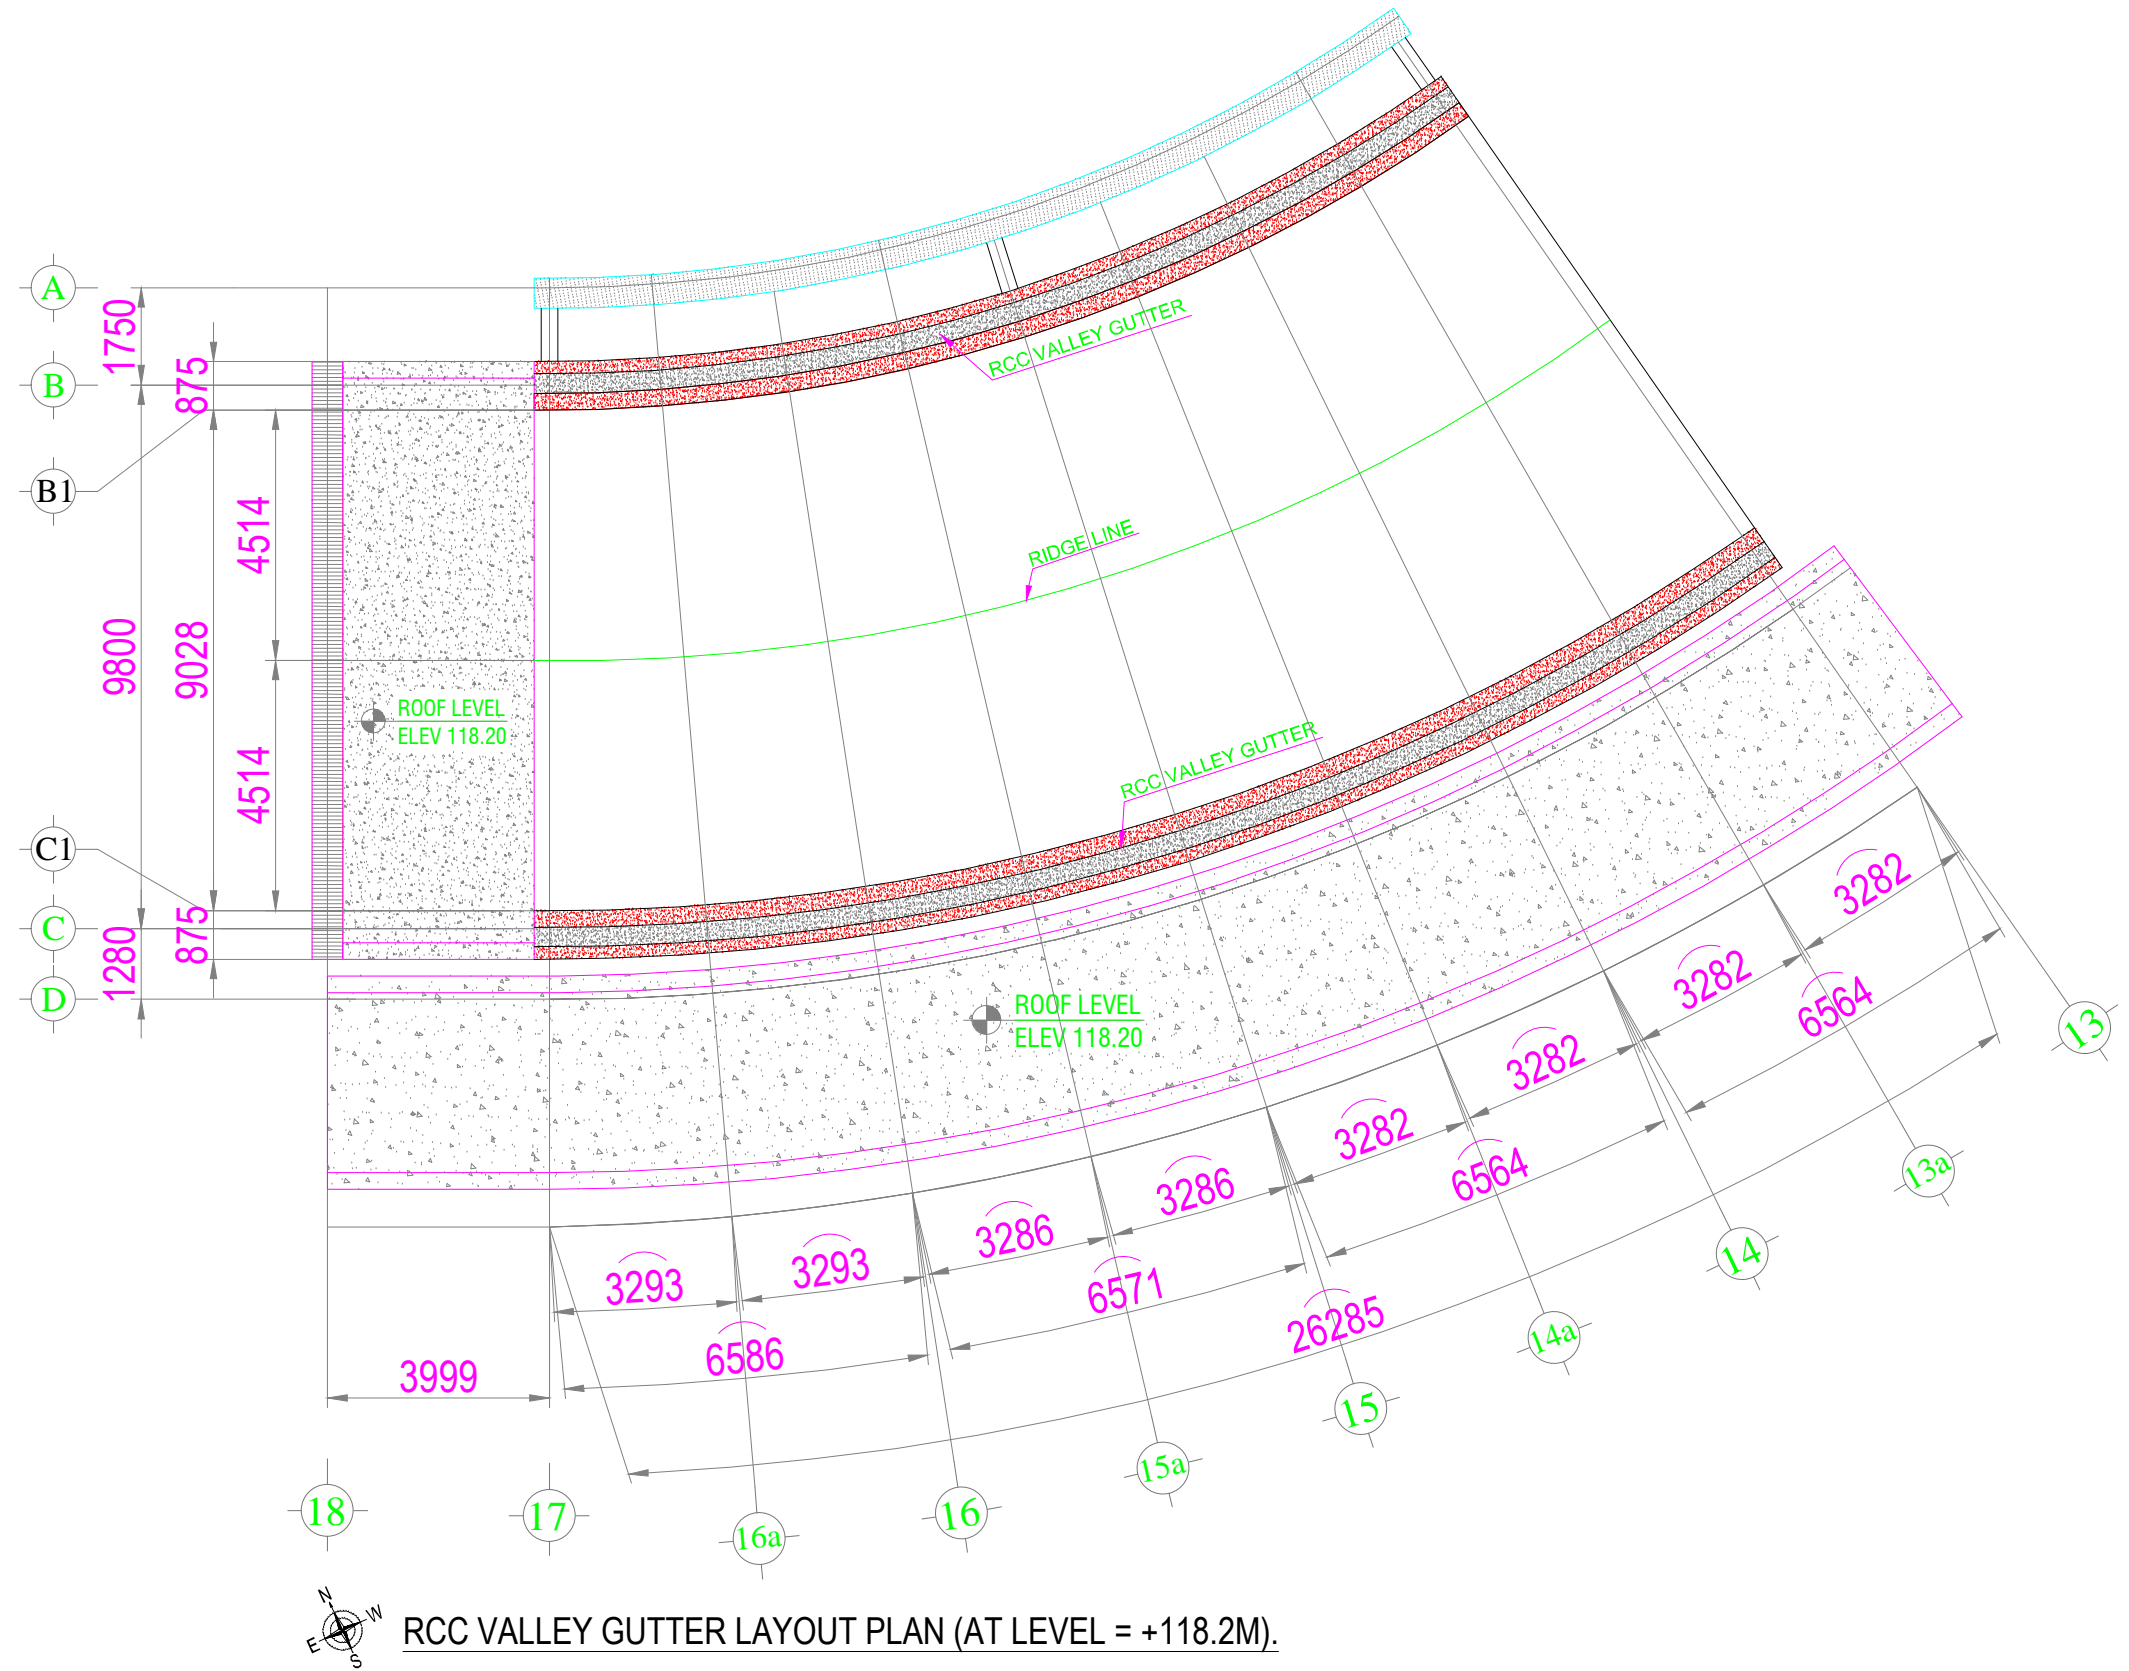 A
1750
B
875
B1
RCC VALLEY GUTTER
4514
RIDGE LINE
9800
9028
ROOF LEVEL
ELEV 118.20
4514
RCC VALLEY GUTTER
C1
C
875
1280
D
ROOF LEVEL
ELEV 118.20
3282
3282
6564
3282
3282
6564
3286
3286
6571
3293
3293
6586
26285
3999
13
13a
14
14a
15
15a
16
16a
17
18
N
W
E
S
RCC VALLEY GUTTER LAYOUT PLAN (AT LEVEL = +118.2M).